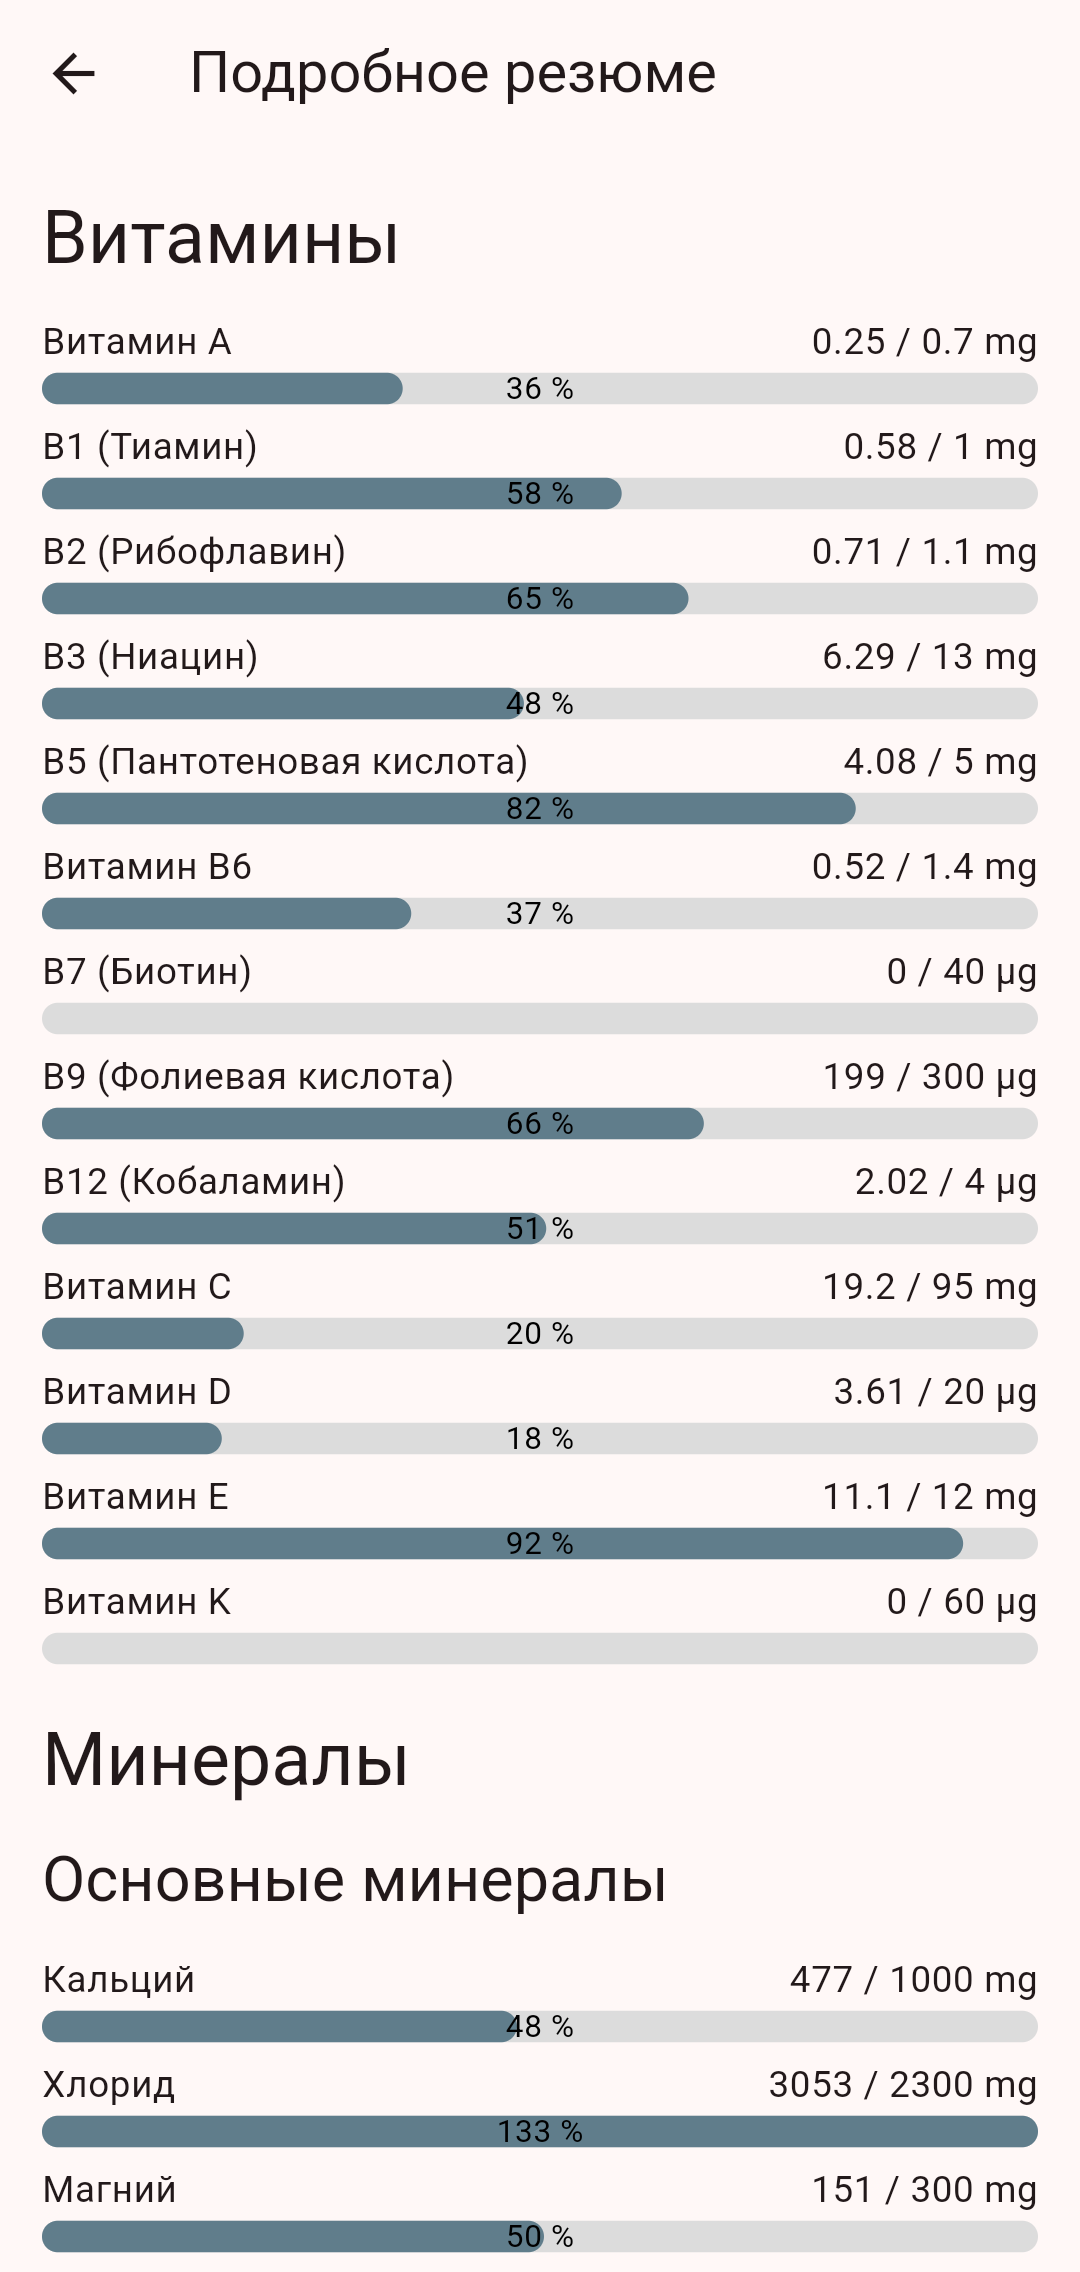 Подробное резюме
Витамины
Витамин A 0.25 / 0.7 mg
36 %
B1 (Тиамин) 0.58 / 1 mg
58 %
B2 (Рибофлавин) 0.71 / 1.1 mg
65 %
B3 (Ниацин) 6.29 / 13 mg
48 %
B5 (Пантотеновая кислота) 4.08 / 5 mg
82 %
Витамин B6 0.52 / 1.4 mg
37 %
B7 (Биотин) 0 / 40 µg
B9 (Фолиевая кислота) 199 / 300 µg
66 %
B12 (Кобаламин) 2.02 / 4 µg
51 %
Витамин C 19.2 / 95 mg
20 %
Витамин D 3.61 / 20 µg
18 %
Витамин E 11.1 / 12 mg
92 %
Витамин K 0 / 60 µg
Минералы
Основные минералы
Кальций 477 / 1000 mg
48 %
Хлорид 3053 / 2300 mg
133 %
Магний 151 / 300 mg
50 %